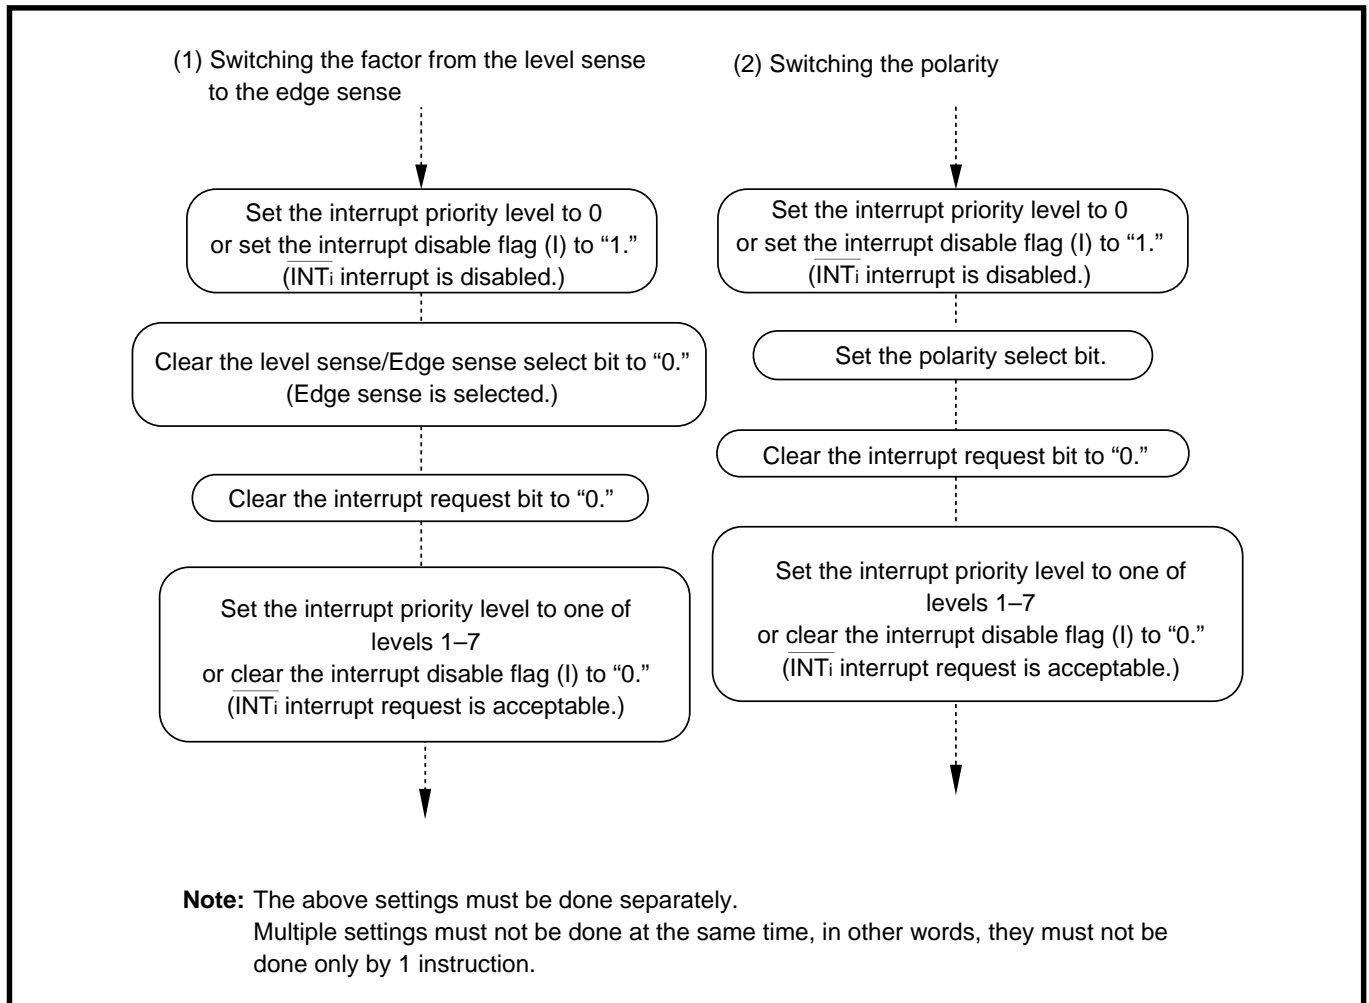 (1) Switching the factor from the level sense
to the edge sense
Set the interrupt priority level to 0
or set the interrupt disable flag (I) to “1.”
(INTi interrupt is disabled.)
Clear the level sense/Edge sense select bit to “0.”
(Edge sense is selected.)
Clear the interrupt request bit to “0.”
Set the interrupt priority level to one of
levels 1–7
or clear the interrupt disable flag (I) to “0.”
(INTi interrupt request is acceptable.)
(2) Switching the polarity
Set the interrupt priority level to 0
or set the interrupt disable flag (I) to “1.”
(INTi interrupt is disabled.)
Set the polarity select bit.
Clear the interrupt request bit to “0.”
Set the interrupt priority level to one of
levels 1–7
or clear the interrupt disable flag (I) to “0.”
(INTi interrupt request is acceptable.)
Note: The above settings must be done separately.
Multiple settings must not be done at the same time, in other words, they must not be
done only by 1 instruction.